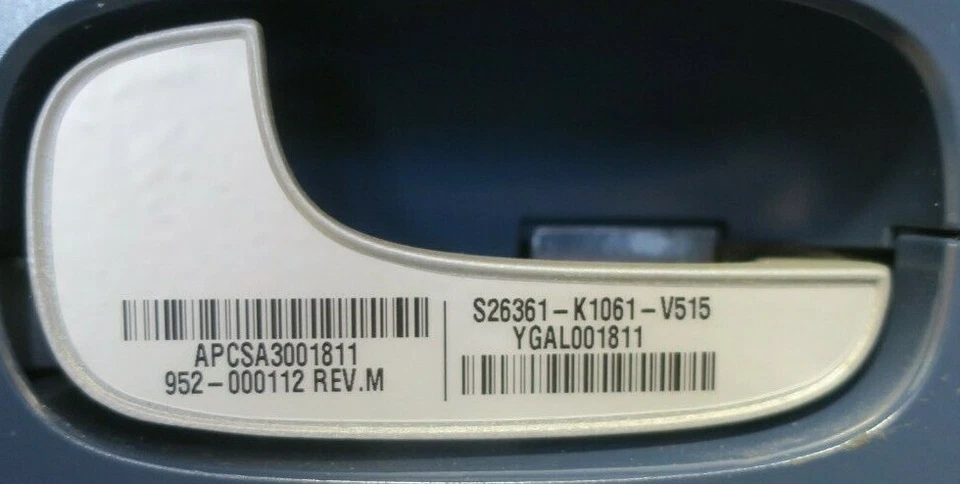 APCSA3001811
952-000112 REV.M
S26361-K1061-V515
YGAL001811